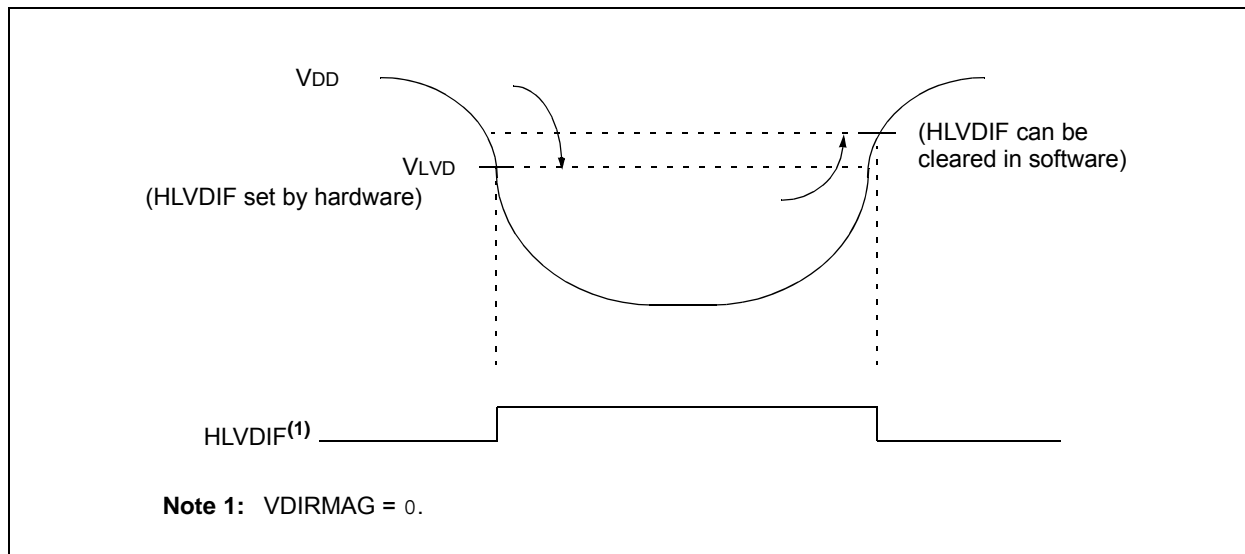 VDD
(HLVDIF can be
cleared in software)
VLVD
(HLVDIF set by hardware)
HLVDIF(1)
Note 1: VDIRMAG = 0.